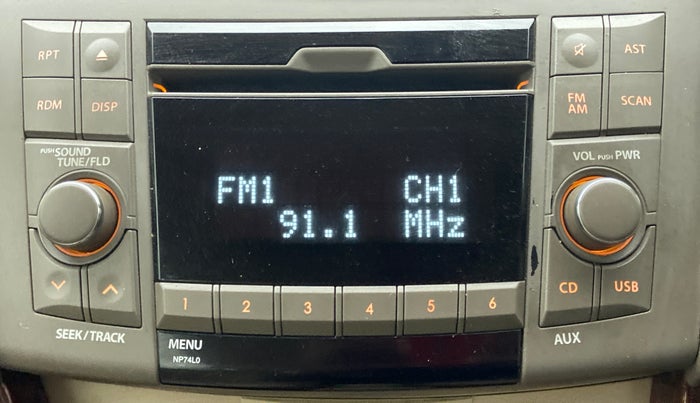 RPT
RDM DISP
PUSH SOUND
TUNE/FLD
SEEK/TRACK
FM1 CH1
91.1 MHz
1 2 3 4 5 6
MENU
NP74L0
AST
FM
AM
SCAN
VOL PUSH PWR
CD USB
AUX